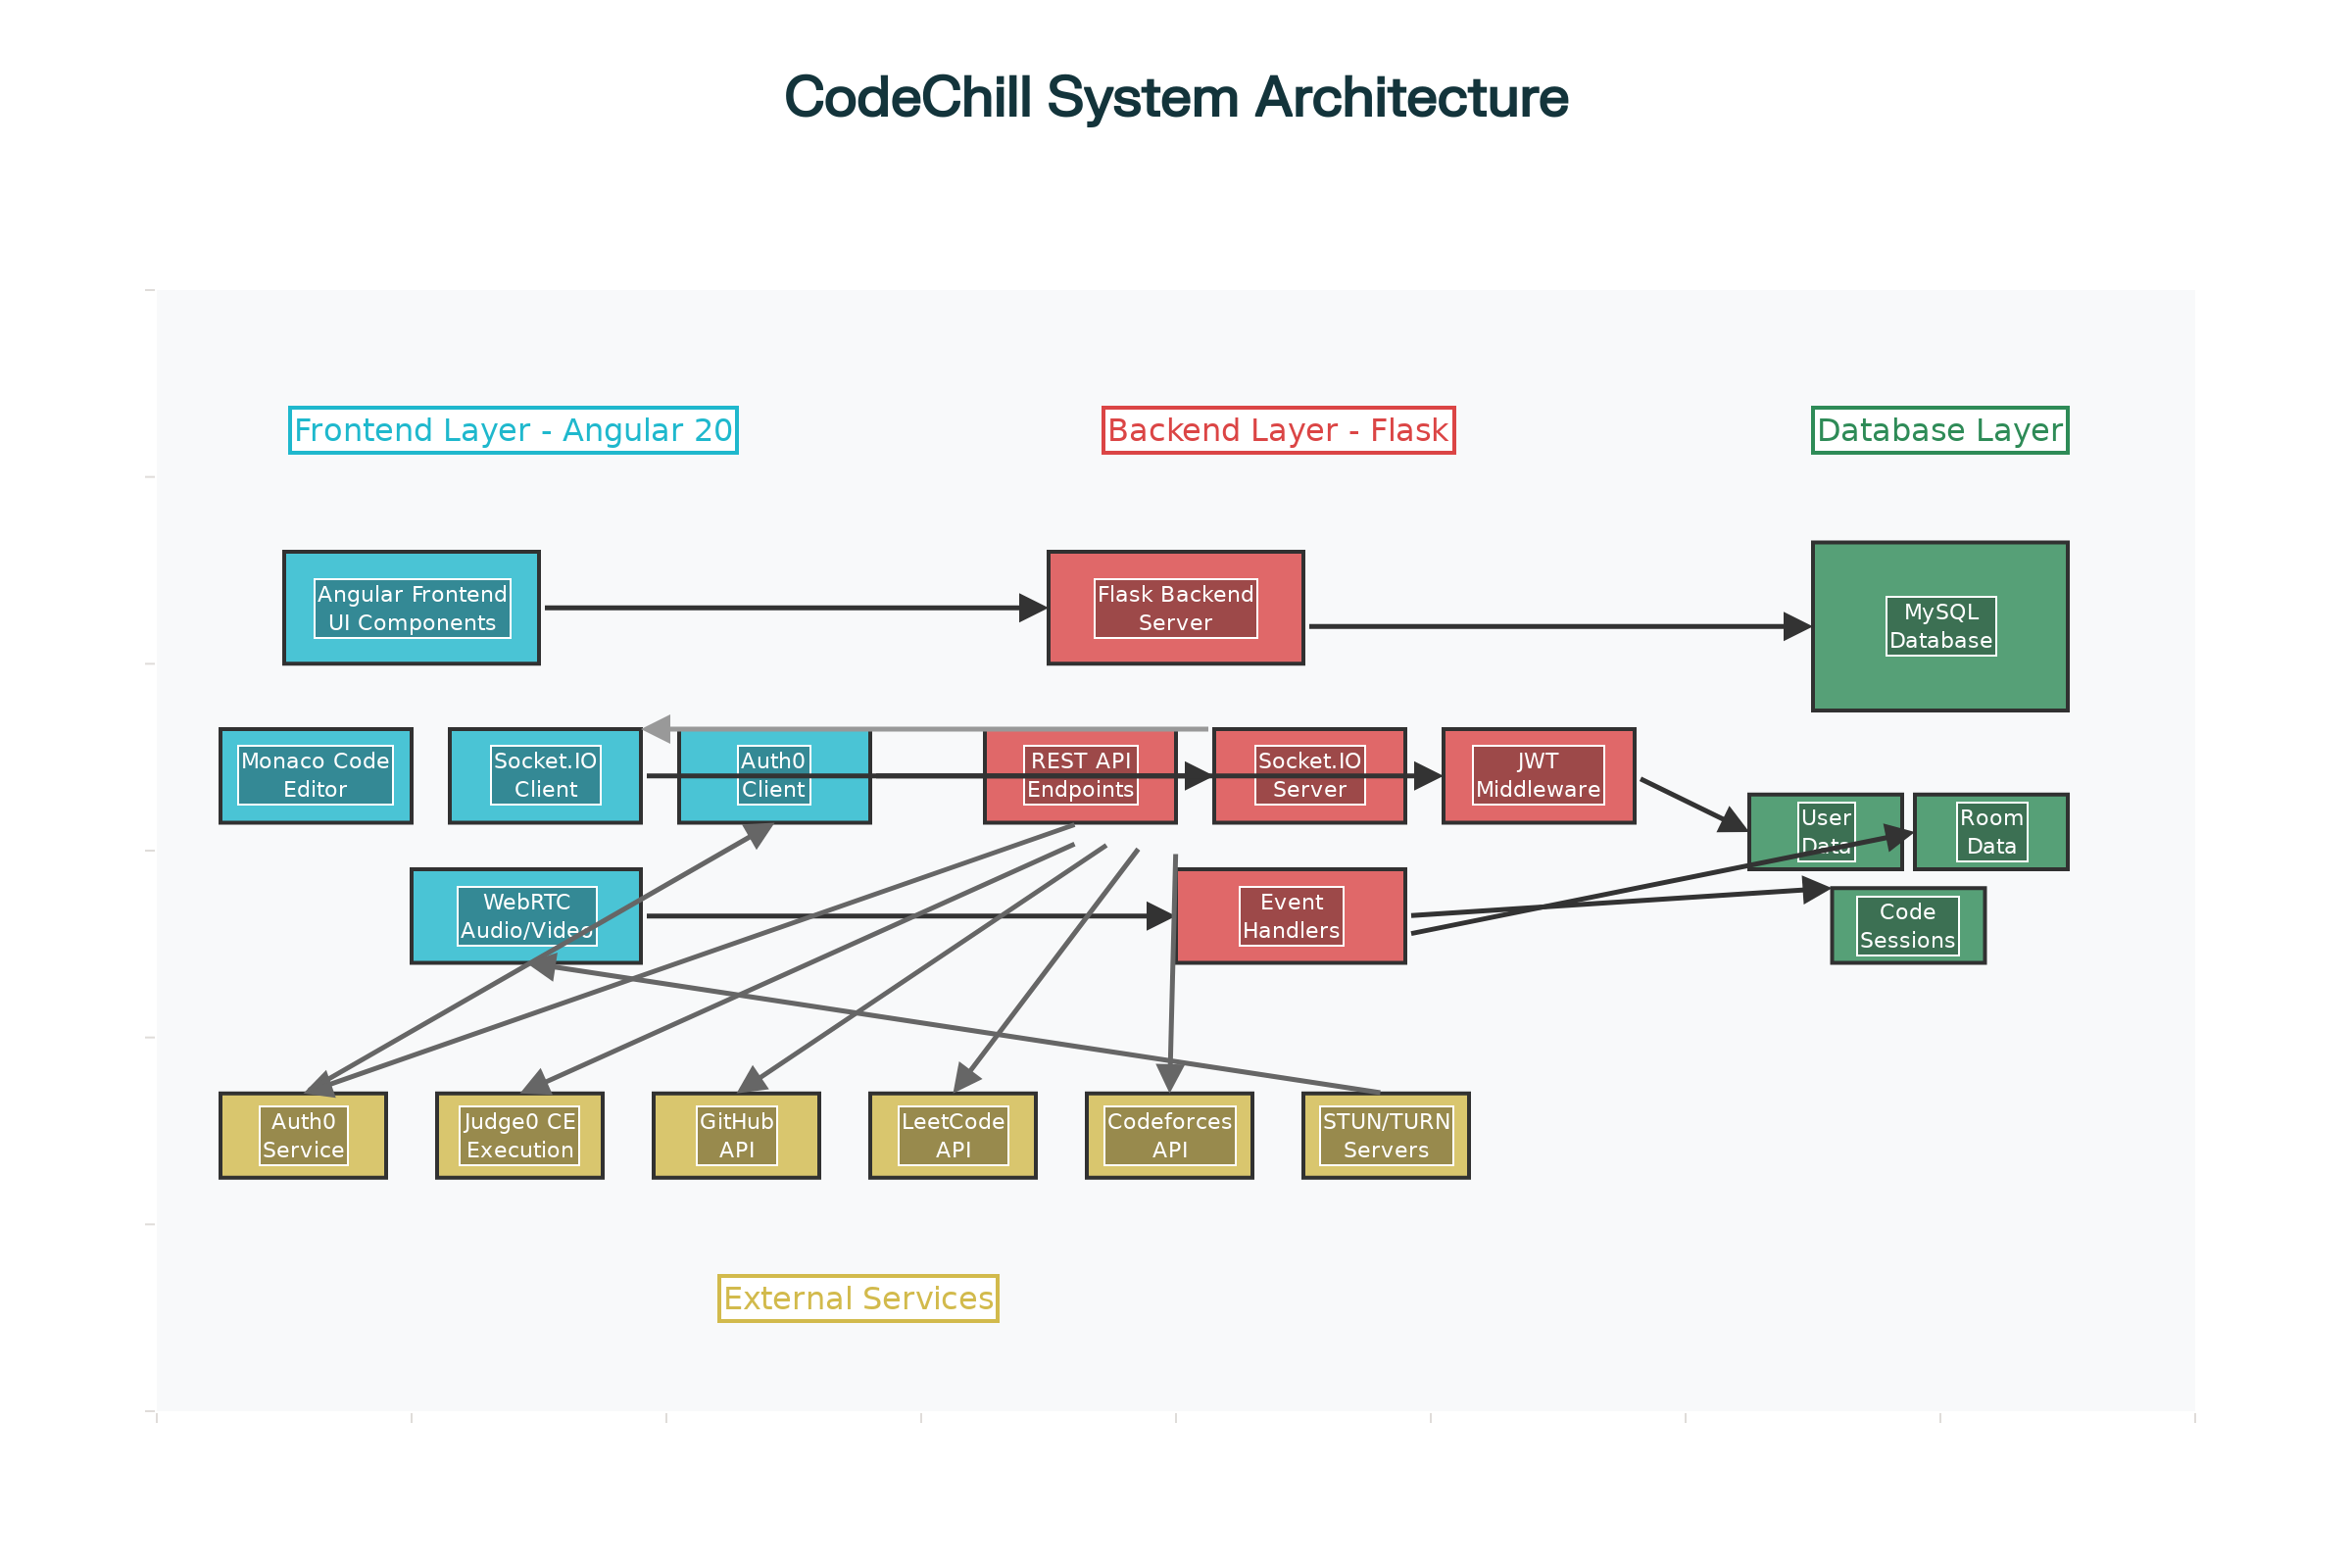 CodeChill System Architecture
Frontend Layer - Angular 20
Backend Layer - Flask
Database Layer
Angular Frontend
UI Components
Flask Backend
Server
MySQL
Database
Monaco Code
Editor
Socket.IO
Client
Auth0
Client
REST API
Endpoints
Socket.IO
Server
JWT
Middleware
User
Data
Room
Data
WebRTC
Audio/Video
Event
Handlers
Code
Sessions
Auth0
Service
Judge0 CE
Execution
GitHub
API
LeetCode
API
Codeforces
API
STUN/TURN
Servers
External Services